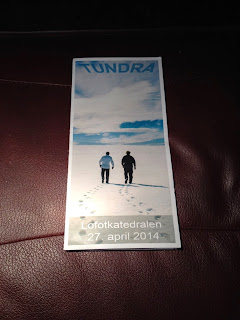 TUNDRA
Lofotkatedralen
27. april 2014